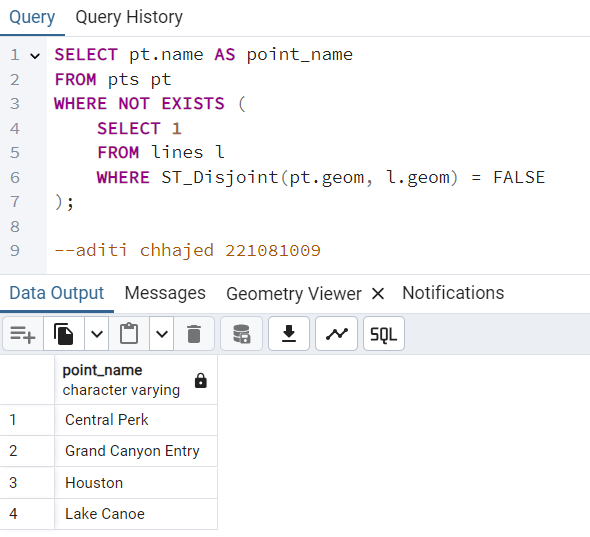 Query Query History
1 SELECT pt.name AS point_name
2 FROM pts pt
3 WHERE NOT EXISTS (
4 SELECT 1
5 FROM lines l
6 WHERE ST_Disjoint(pt.geom, l.geom) = FALSE
7 );
8
9 --aditi chhajed 221081009
Data Output Messages Geometry Viewer Notifications
SQL
point_name
character varying
1 Central Perk
2 Grand Canyon Entry
3 Houston
4 Lake Canoe